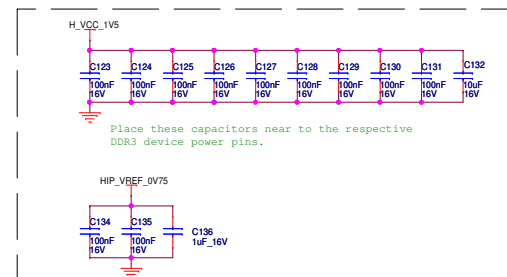 H_VCC_1V5
C123 C124 C125 C126 C127 C128 C129 C130 C131 C132
100nF 100nF 100nF 100nF 100nF 100nF 100nF 100nF 100nF 10uF
16V 16V 16V 16V 16V 16V 16V 16V 16V 16V
Place these capacitors near to the respective
DDR3 device power pins.
HIP_VREF_0V75
C134 C135 C136
100nF 100nF 1uF_16V
16V 16V